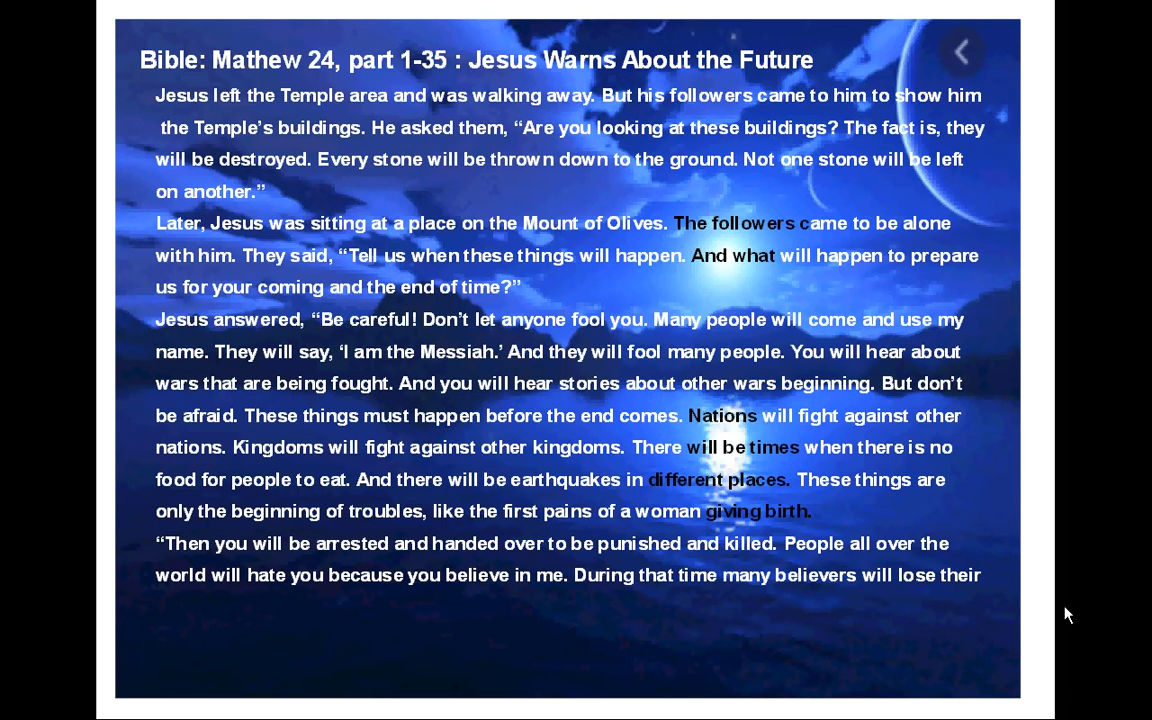 Bible: Mathew 24, part 1-35 : Jesus Warns About the Future
Jesus left the Temple area and was walking away. But his followers came to him to show him
the Temple’s buildings. He asked them, “Are you looking at these buildings? The fact is, they
will be destroyed. Every stone will be thrown down to the ground. Not one stone will be left
on another.”
Later, Jesus was sitting at a place on the Mount of Olives. The followers came to be alone
with him. They said, “Tell us when these things will happen. And what will happen to prepare
us for your coming and the end of time?”
Jesus answered, “Be careful! Don’t let anyone fool you. Many people will come and use my
name. They will say, ‘I am the Messiah.’ And they will fool many people. You will hear about
wars that are being fought. And you will hear stories about other wars beginning. But don’t
be afraid. These things must happen before the end comes. Nations will fight against other
nations. Kingdoms will fight against other kingdoms. There will be times when there is no
food for people to eat. And there will be earthquakes in different places. These things are
only the beginning of troubles, like the first pains of a woman giving birth.
“Then you will be arrested and handed over to be punished and killed. People all over the
world will hate you because you believe in me. During that time many believers will lose their